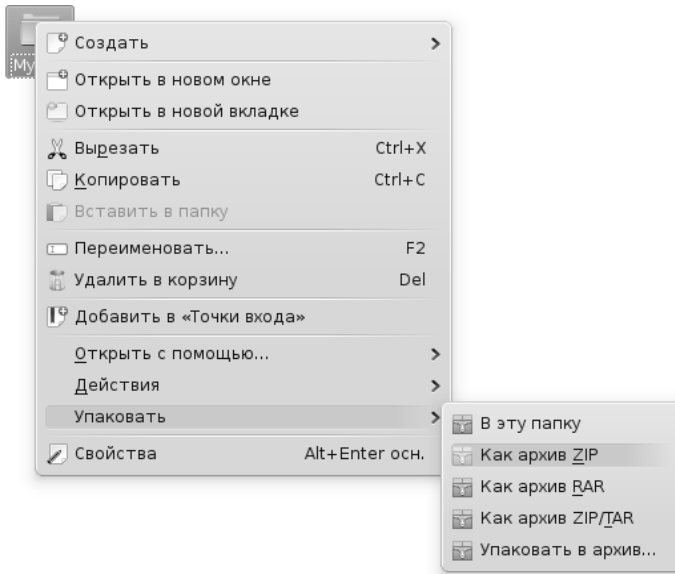 My
Создать
Открыть в новом окне
Открыть в новой вкладке
Вырезать Ctrl+X
Копировать Ctrl+C
Вставить в папку
Переименовать... F2
Удалить в корзину Del
Добавить в «Точки входа»
Открыть с помощью...
Действия
Упаковать
Свойства Alt+Enter осн.
В эту папку
Как архив ZIP
Как архив RAR
Как архив ZIP/TAR
Упаковать в архив...